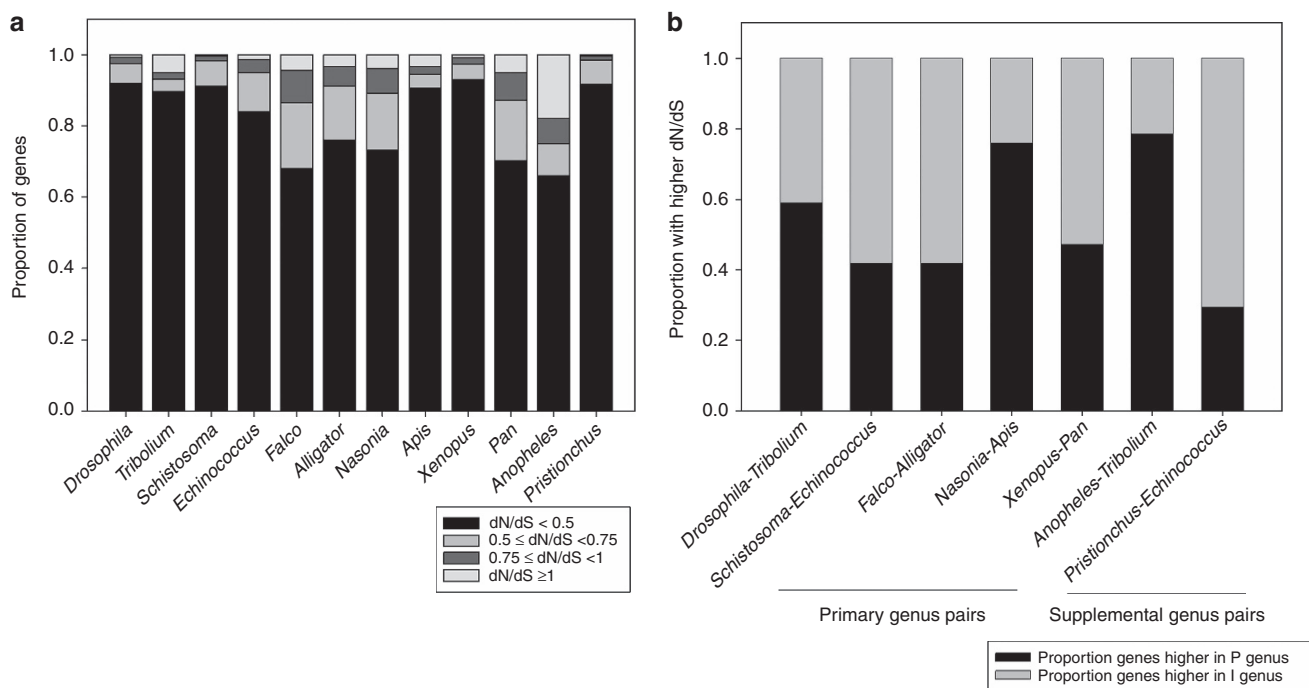 a
Proportion of genes
1.0
0.8
0.6
0.4
0.2
0.0
Drosophila
Tribolium
Schistosoma
Echinococcus
Falco
Alligator
Nasonia
Apis
Xenopus
Pan
Anopheles
Pristionchus
dN/dS < 0.5
0.5 ≤ dN/dS <0.75
0.75 ≤ dN/dS <1
dN/dS ≥1
b
Proportion with higher dN/dS
1.0
0.8
0.6
0.4
0.2
0.0
Drosophila-Tribolium
Schistosoma-Echinococcus
Falco-Alligator
Nasonia-Apis
Xenopus-Pan
Anopheles-Tribolium
Pristionchus-Echinococcus
Primary genus pairs
Supplemental genus pairs
Proportion genes higher in P genus
Proportion genes higher in I genus